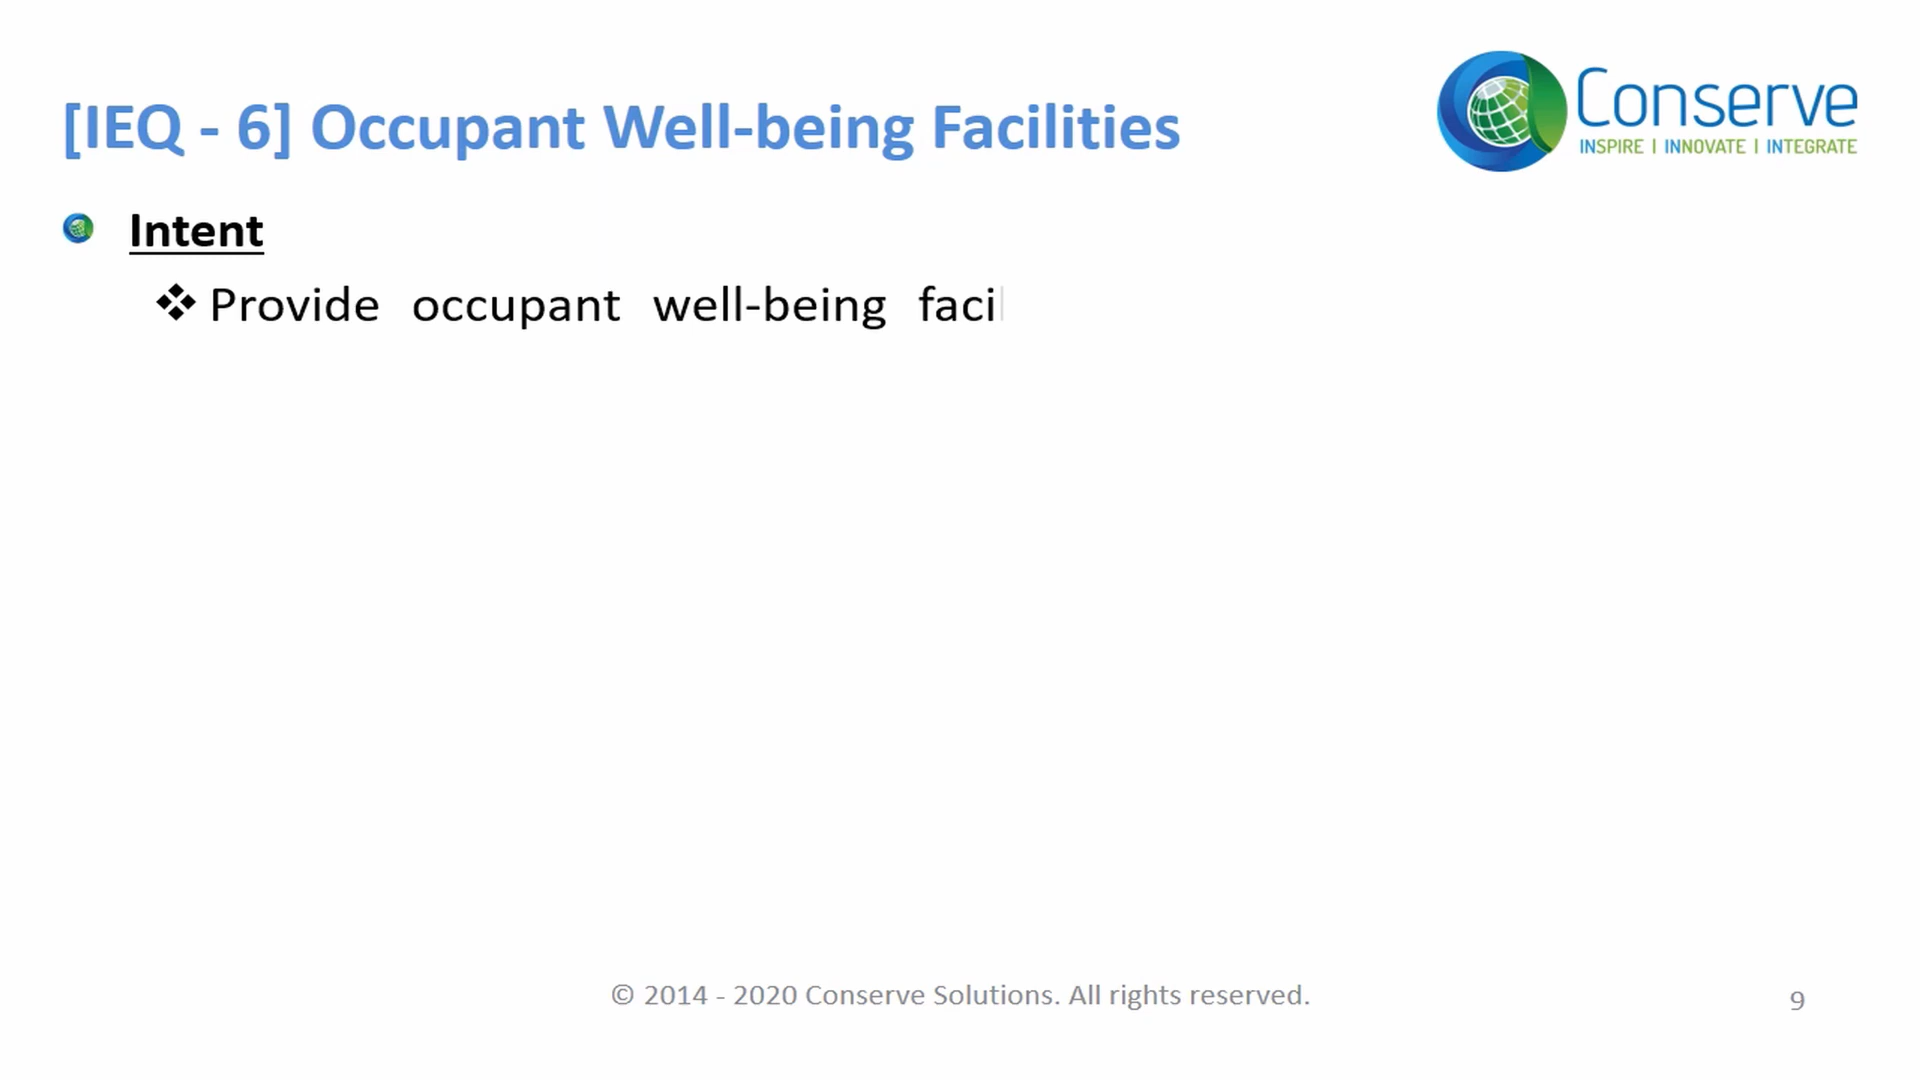 [IEQ - 6] Occupant Well-being Facilities
Conserve
INSPIRE | INNOVATE | INTEGRATE
Intent
❖ Provide occupant well-being facil
© 2014 - 2020 Conserve Solutions. All rights reserved.
9